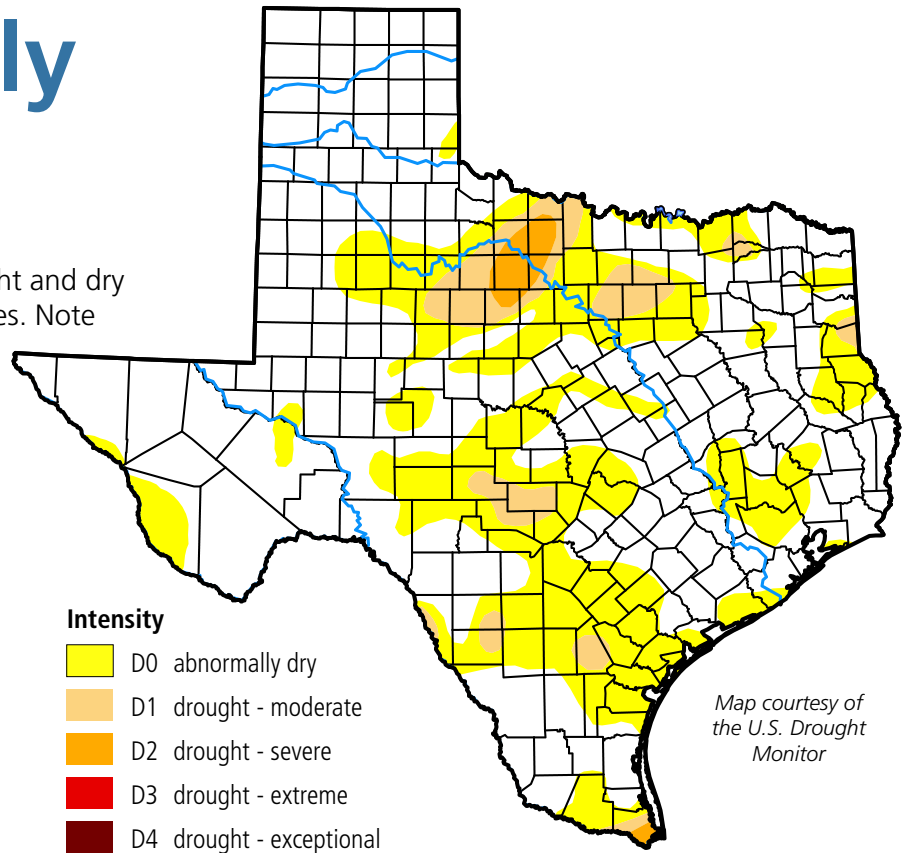 ly
ht and dry
es. Note
Intensity
D0 abnormally dry
D1 drought - moderate
D2 drought - severe
D3 drought - extreme
D4 drought - exceptional
Map courtesy of
the U.S. Drought
Monitor